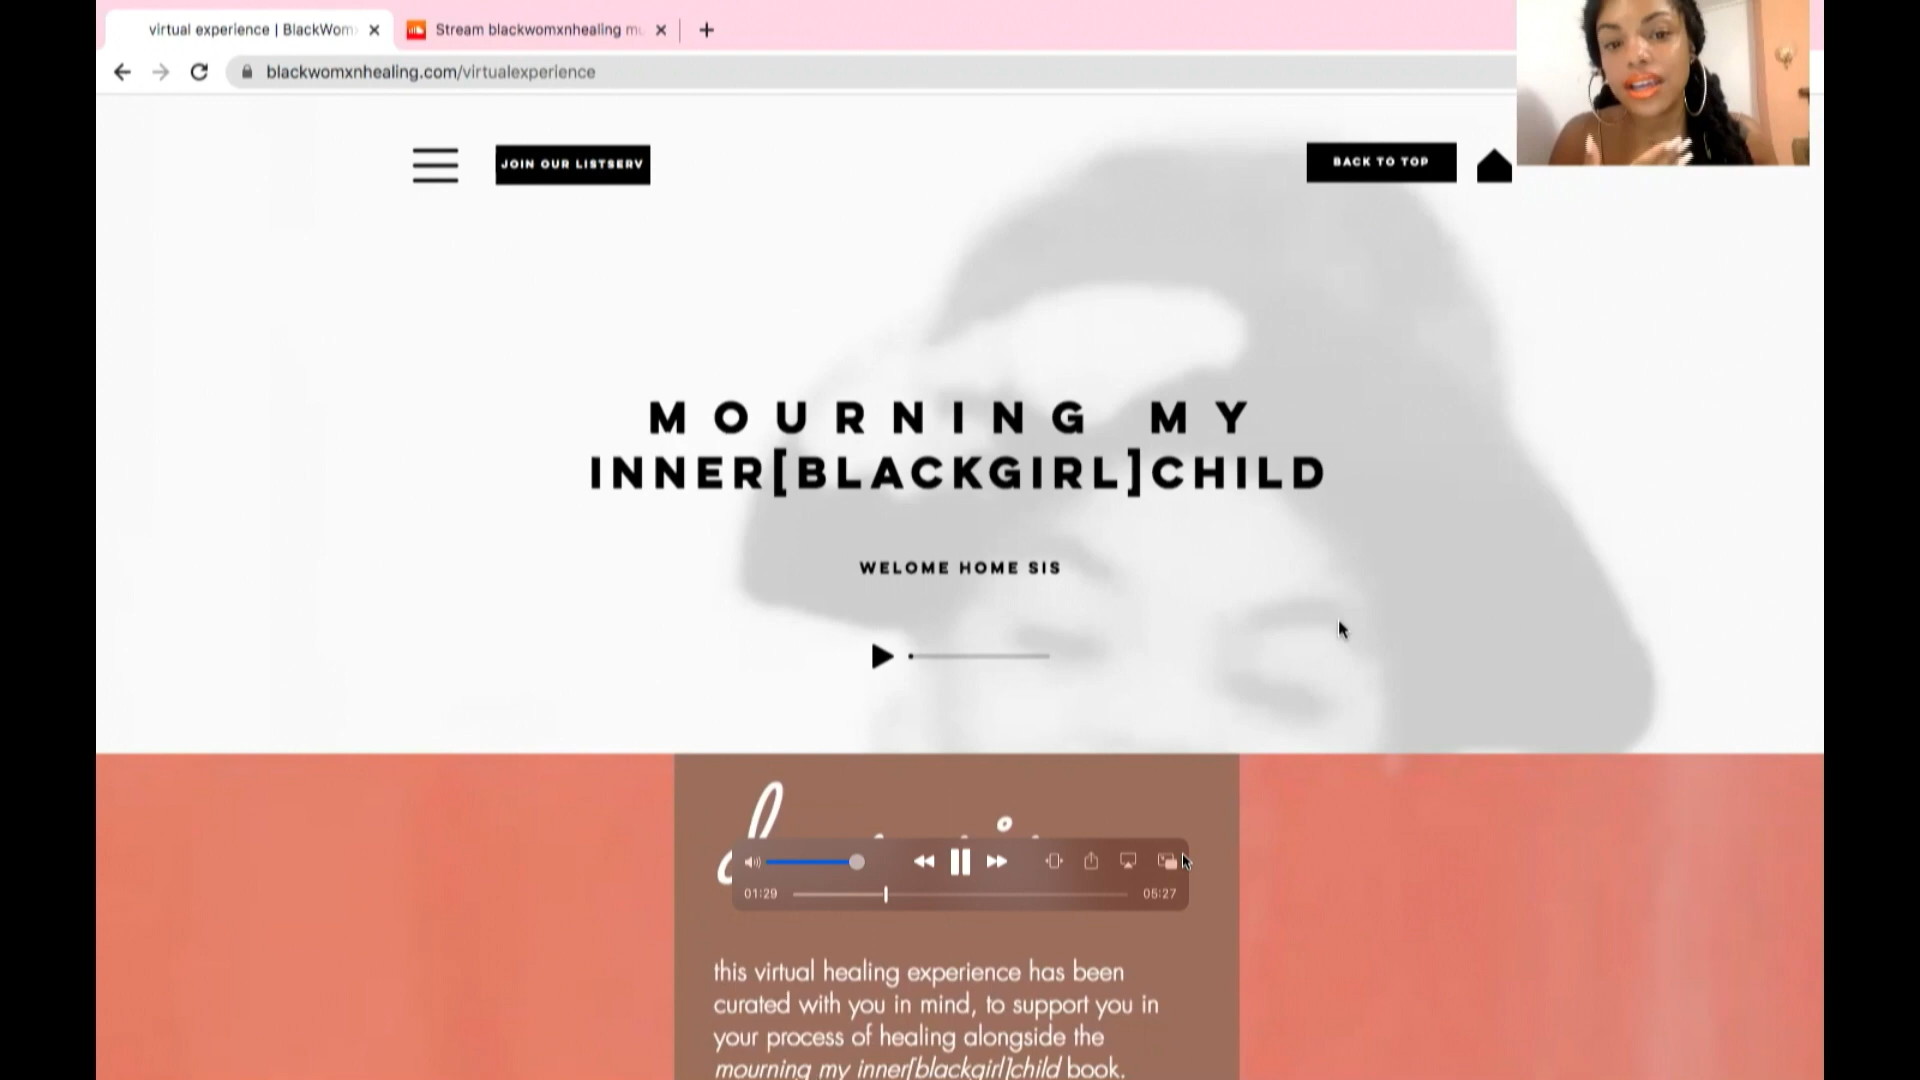 virtual experience | BlackWom
Stream blackwomxnhealing mu
blackwomxnhealing.com/virtualexperience
JOIN OUR LISTSERV
BACK TO TOP
MOURNING MY
INNER[BLACKGIRL]CHILD
WELOME HOME SIS
01:29
05:27
this virtual healing experience has been
curated with you in mind, to support you in
your process of healing alongside the
mourning my inner[blackgirl]child book.